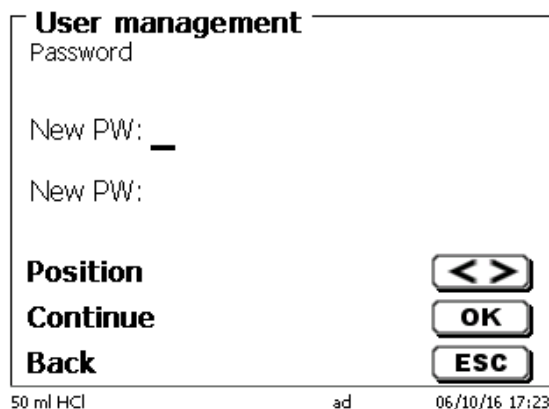 User management
Password
New PW:
New PW:
Position < >
Continue OK
Back ESC
50 ml HCl ad 06/10/16 17:23